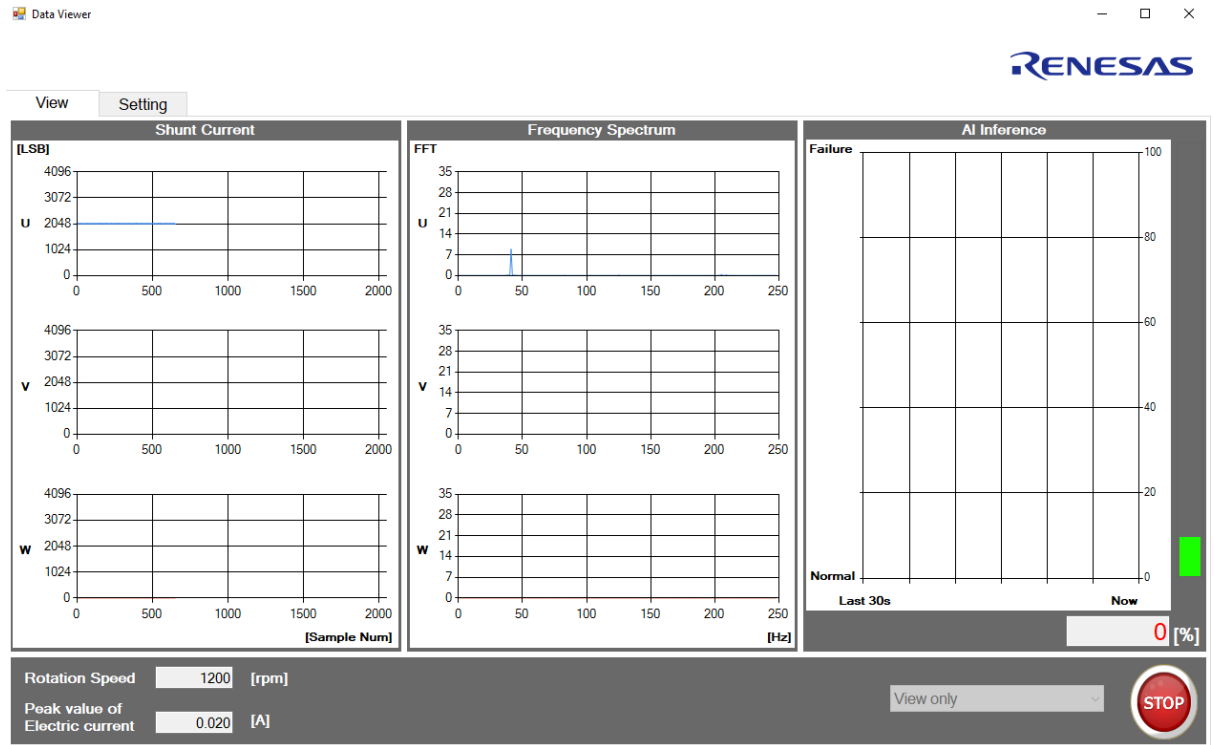 Data Viewer
RENESAS
View Setting
Shunt Current
[LSB]
4096
3072
U 2048
1024
0
0 500 1000 1500 2000
4096
3072
V 2048
1024
0
0 500 1000 1500 2000
4096
3072
W 2048
1024
0
0 500 1000 1500 2000
[Sample Num]
Frequency Spectrum
FFT
35
28
21
U 14
7
0
0 50 100 150 200 250
35
28
21
V 14
7
0
0 50 100 150 200 250
35
28
21
W 14
7
0
0 50 100 150 200 250
[Hz]
AI Inference
Failure 100
80
60
40
20
Normal 0
Last 30s Now
0 [%]
Rotation Speed 1200 [rpm]
Peak value of
Electric current 0.020 [A]
View only
STOP